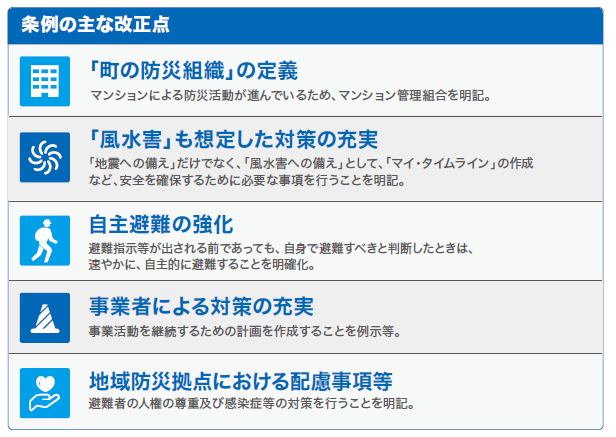 条例の主な改正点
「町の防災組織」の定義
マンションによる防災活動が進んでいるため、マンション管理組合を明記。
「風水害」も想定した対策の充実
「地震への備え」だけでなく、「風水害への備え」として、「マイ・タイムライン」の作成
など、安全を確保するために必要な事項を行うことを明記。
自主避難の強化
避難指示等が出される前であっても、自身で避難すべきと判断したときは、
速やかに、自主的に避難することを明確化。
事業者による対策の充実
事業活動を継続するための計画を作成することを例示等。
地域防災拠点における配慮事項等
避難者の人権の尊重及び感染症等の対策を行うことを明記。